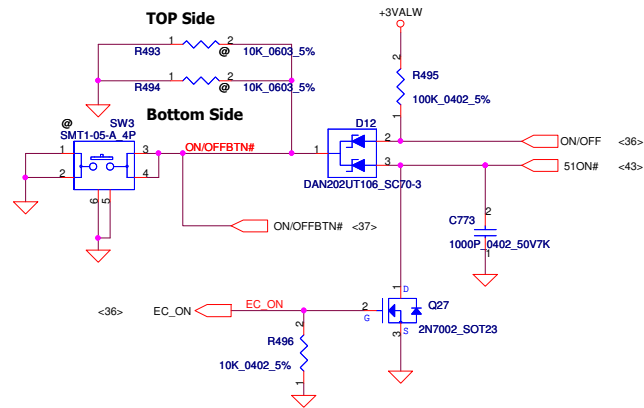 TOP Side
+3VALW
R493 1 2 @ 10K_0603_5%
R494 1 2 @ 10K_0603_5%
2
R495
100K_0402_5%
1
Bottom Side
@ SW3
SMT1-05-A_4P
1 3
2 4
6 5
ON/OFFBTN#
D12
1 2
3
DAN202UT106_SC70-3
ON/OFF <36>
51ON# <43>
ON/OFFBTN# <37>
2
C773
1000P_0402_50V7K
1
<36> EC_ON
EC_ON
2 G
1 D
Q27
S
3
2N7002_SOT23
2
R496
10K_0402_5%
1